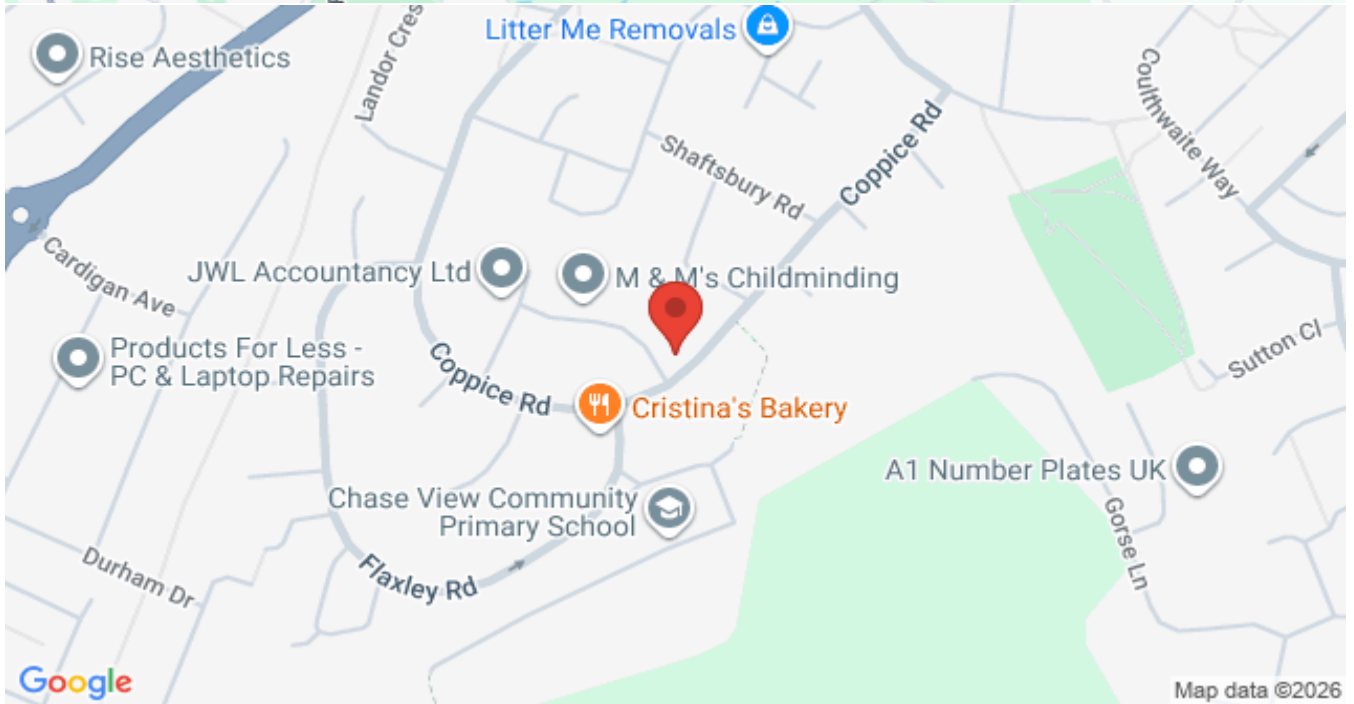 Litter Me Removals
Rise Aesthetics
Landor Cres
Coulthwaite Way
Shaftsbury Rd
Coppice Rd
Cardigan Ave
JWL Accountancy Ltd
M & M's Childminding
Products For Less -
PC & Laptop Repairs
Sutton Cl
Coppice Rd
Cristina's Bakery
A1 Number Plates UK
Chase View Community
Primary School
Gorse Ln
Durham Dr
Flaxley Rd
Google
Map data ©2026